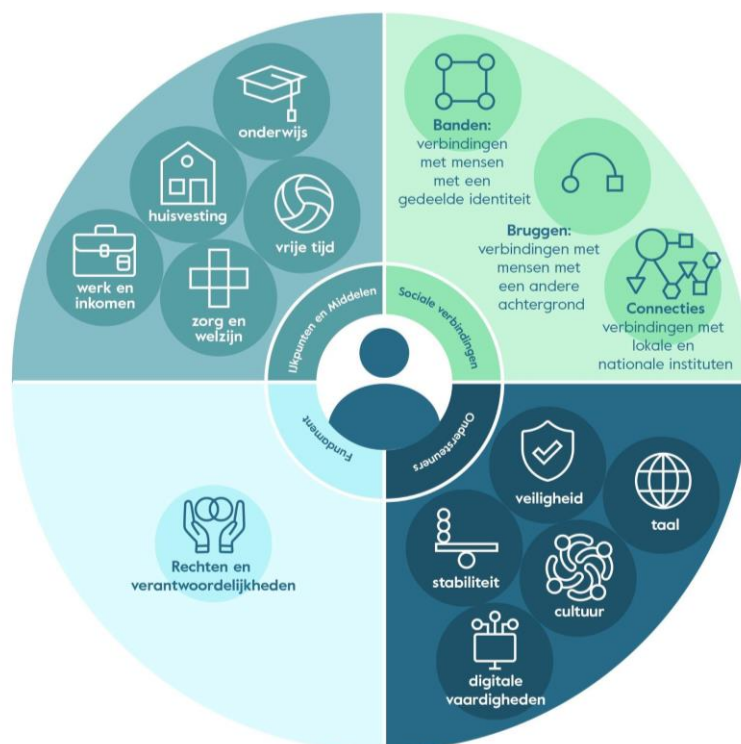 onderwijs
huisvesting
vrije tijd
werk en
inkomen
zorg en
welzijn
IJkpunten en Middelen
Banden:
verbindingen
met mensen
met een
gedeelde identiteit
Bruggen:
verbindingen met
mensen met
een andere
achtergrond
Connecties
verbindingen met
lokale en
nationale instituten
Sociale verbindingen
Fundament
Rechten en
verantwoordelijkheden
Ondersteuners
veiligheid
taal
stabiliteit
cultuur
digitale
vaardigheden